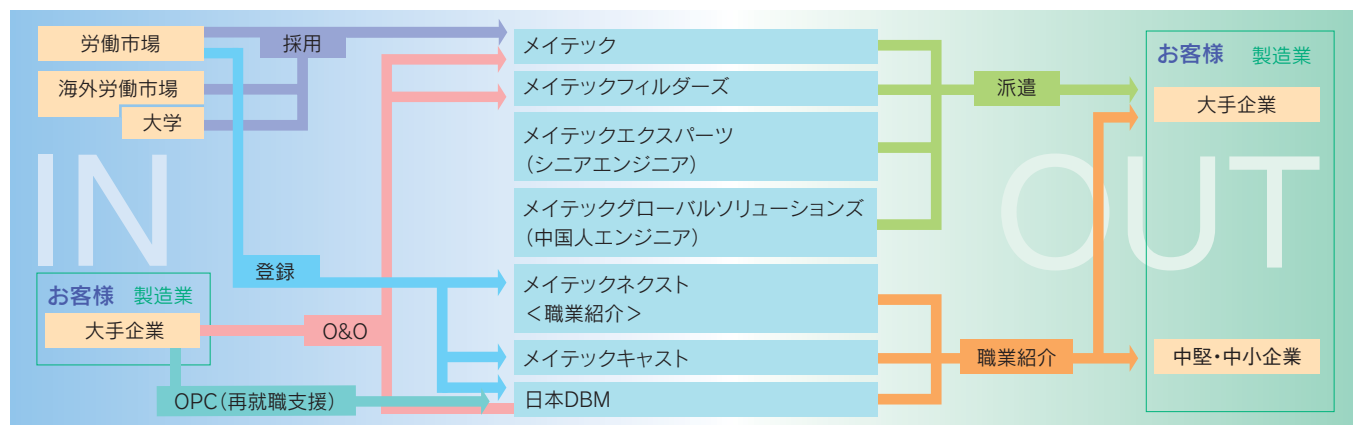 労働市場
海外労働市場
大学
採用
IN
登録
お客様 製造業
大手企業
O&O
OPC(再就職支援)
メイテック
メイテックフィルダーズ
メイテックエクスパーツ
(シニアエンジニア)
メイテックグローバルソリューションズ
(中国人エンジニア)
メイテックネクスト
<職業紹介>
メイテックキャスト
日本DBM
派遣
職業紹介
OUT
お客様 製造業
大手企業
中堅・中小企業